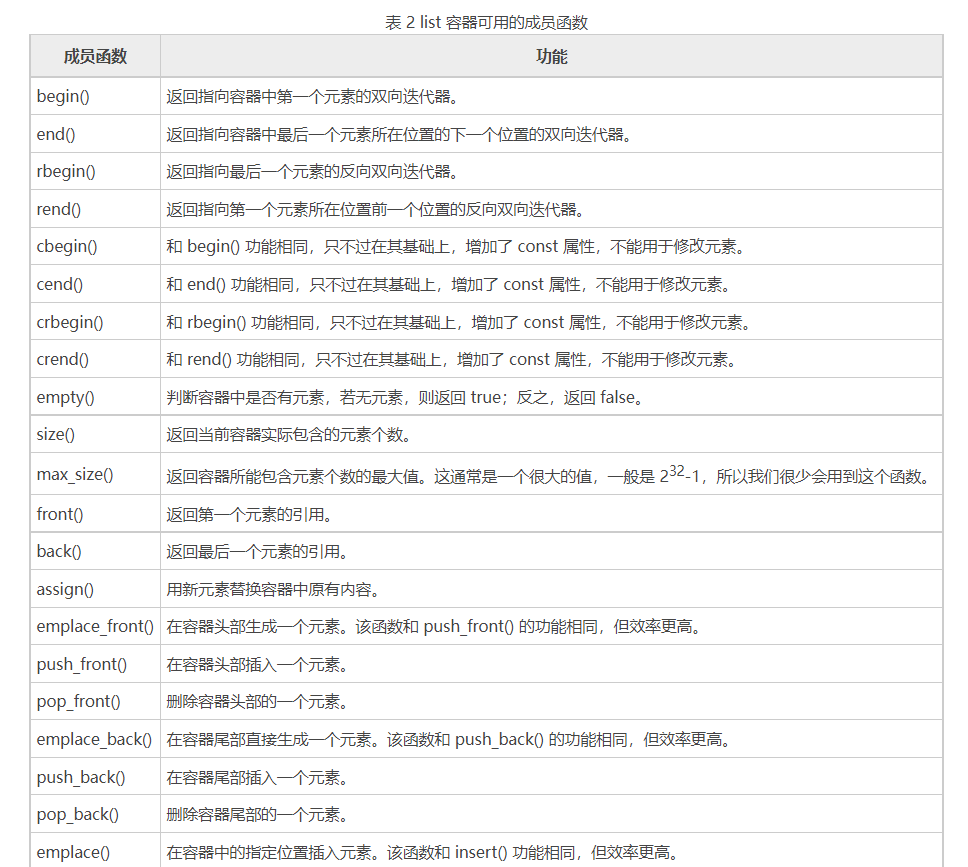 表 2 list 容器可用的成员函数
成员函数 功能
begin() 返回指向容器中第一个元素的双向迭代器。
end() 返回指向容器中最后一个元素所在位置的下一个位置的双向迭代器。
rbegin() 返回指向最后一个元素的反向双向迭代器。
rend() 返回指向第一个元素所在位置前一个位置的反向双向迭代器。
cbegin() 和 begin() 功能相同，只不过在其基础上，增加了 const 属性，不能用于修改元素。
cend() 和 end() 功能相同，只不过在其基础上，增加了 const 属性，不能用于修改元素。
crbegin() 和 rbegin() 功能相同，只不过在其基础上，增加了 const 属性，不能用于修改元素。
crend() 和 rend() 功能相同，只不过在其基础上，增加了 const 属性，不能用于修改元素。
empty() 判断容器中是否有元素，若无元素，则返回 true；反之，返回 false。
size() 返回当前容器实际包含的元素个数。
max_size() 返回容器所能包含元素个数的最大值。这通常是一个很大的值，一般是 2³²-1，所以我们很少会用到这个函数。
front() 返回第一个元素的引用。
back() 返回最后一个元素的引用。
assign() 用新元素替换容器中原有内容。
emplace_front() 在容器头部生成一个元素。该函数和 push_front() 的功能相同，但效率更高。
push_front() 在容器头部插入一个元素。
pop_front() 删除容器头部的一个元素。
emplace_back() 在容器尾部直接生成一个元素。该函数和 push_back() 的功能相同，但效率更高。
push_back() 在容器尾部插入一个元素。
pop_back() 删除容器尾部的一个元素。
emplace() 在容器中的指定位置插入元素。该函数和 insert() 功能相同，但效率更高。